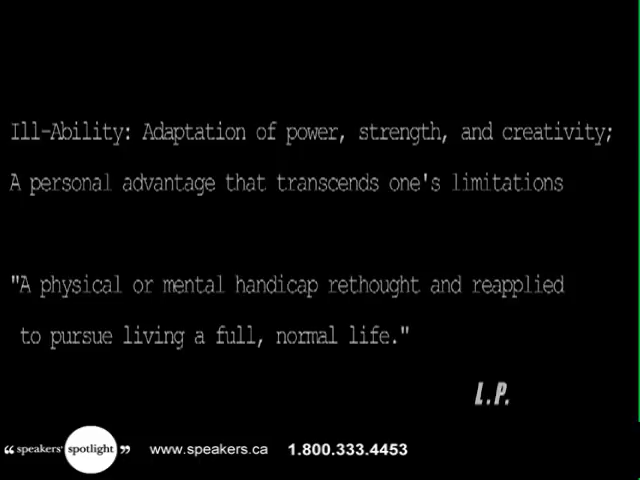 Ill-Ability: Adaptation of power, strength, and creativity;
A personal advantage that transcends one's limitations
"A physical or mental handicap rethought and reapplied
to pursue living a full, normal life."
L.P.
“speakers' spotlight” www.speakers.ca 1.800.333.4453